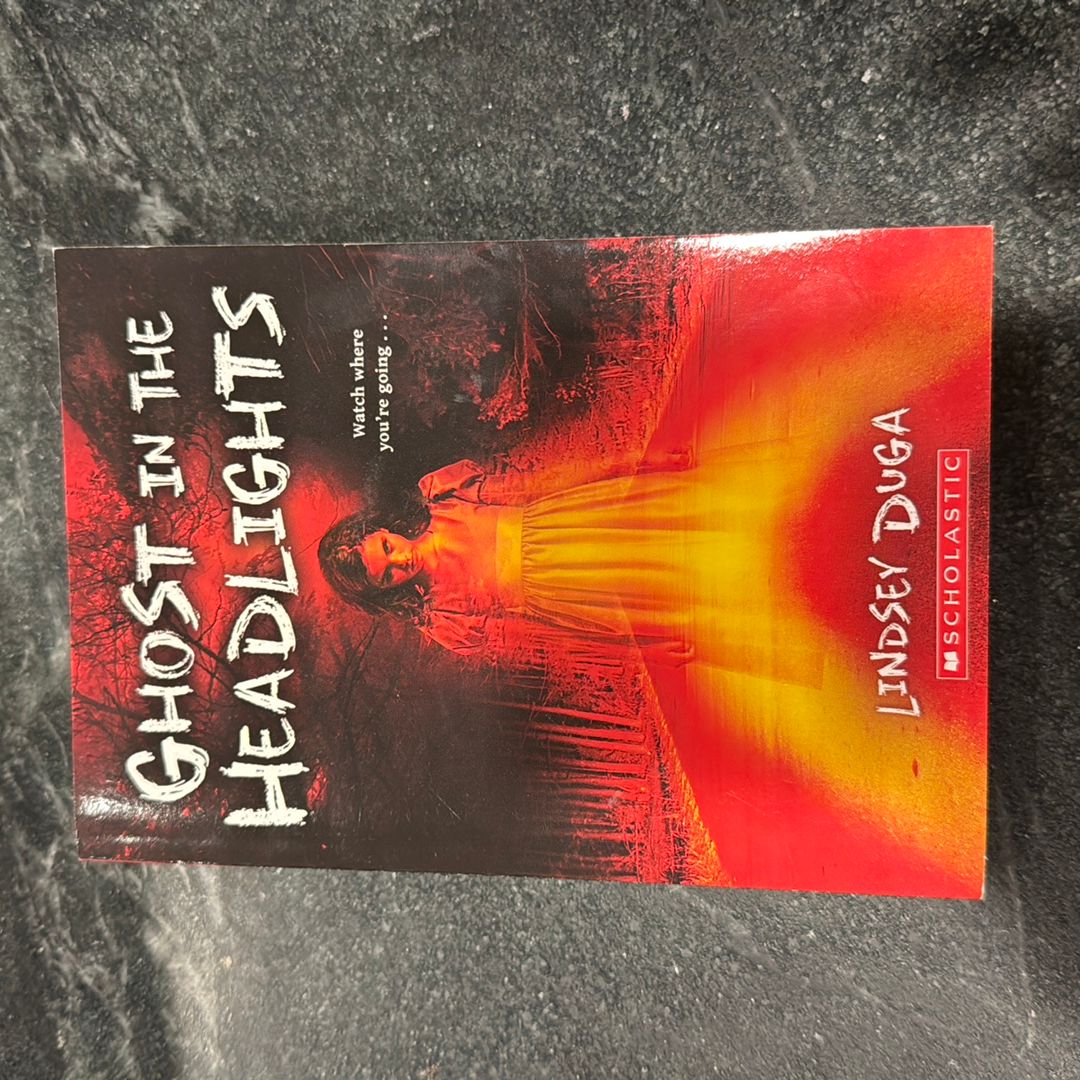 GHOST IN THE
HEADLIGHTS
Watch where
you're going . . .
LINDSEY DUGA
SCHOLASTIC